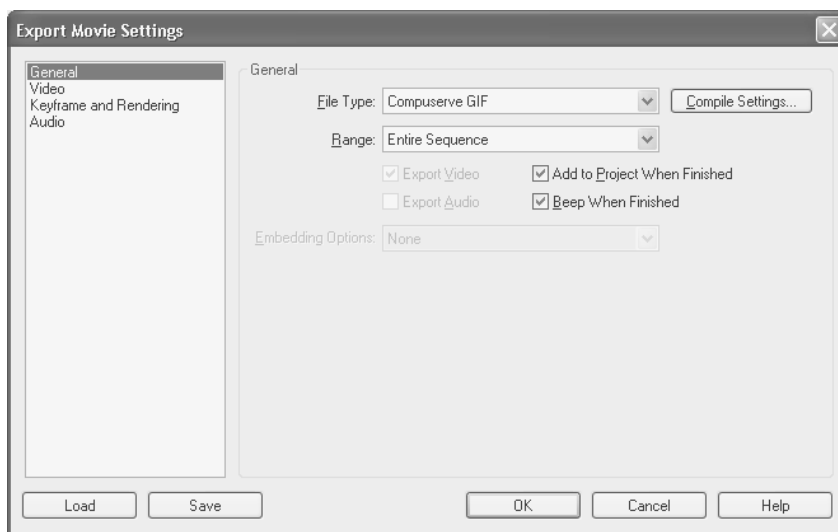 Export Movie Settings
General
Video
Keyframe and Rendering
Audio
General
File Type: Compuserve GIF Compile Settings...
Range: Entire Sequence
Export Video Add to Project When Finished
Export Audio Beep When Finished
Embedding Options: None
Load Save OK Cancel Help